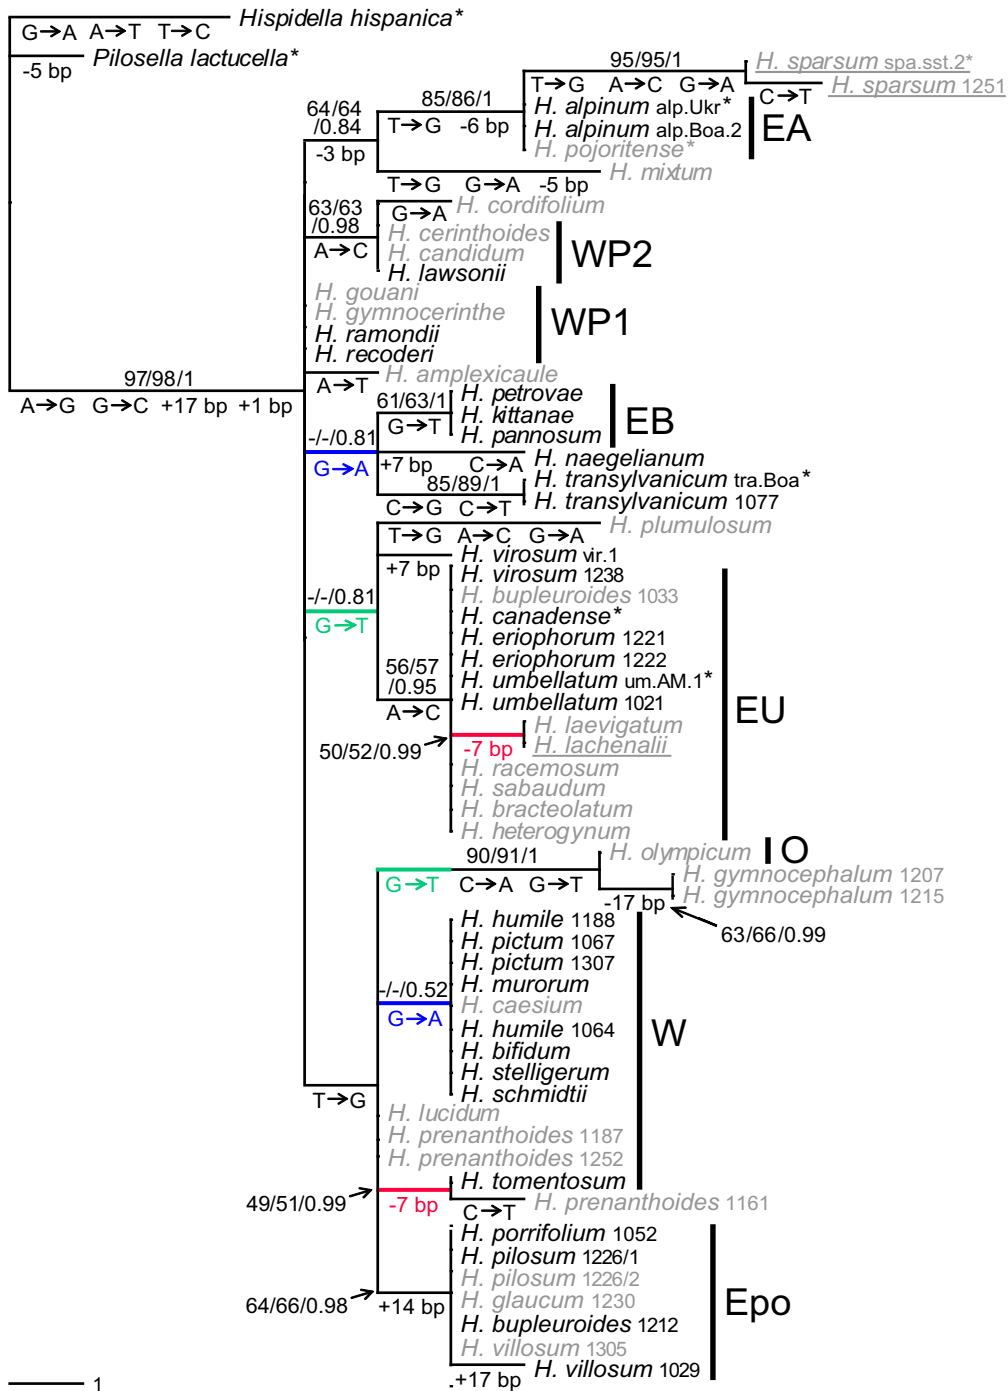 Hispidella hispanica*
G→A A→T T→C
Pilosella lactucella*
-5 bp
95/95/1
H. sparsum spa.sst.2*
T→G A→C G→A
H. sparsum 1251
C→T
64/64
/0.84
85/86/1
H. alpinum alp.Ukr*
EA
T→G -6 bp
H. alpinum alp.Boa.2
-3 bp
H. pojoritense*
H. mixtum
T→G G→A -5 bp
63/63
/0.98
H. cordifolium
G→A
H. cerinthoides
WP2
A→C
H. candidum
H. lawsonii
H. gouani
H. gymnocerinthe
WP1
H. ramondii
H. recoderi
97/98/1
H. amplexicaule
A→T
A→G G→C +17 bp +1 bp
61/63/1
H. petrovae
H. kittanae
EB
G→T
H. pannosum
-/-/0.81
G→A
H. naegelianum
+7 bp C→A
85/89/1
H. transylvanicum tra.Boa*
H. transylvanicum 1077
C→G C→T
H. plumulosum
T→G A→C G→A
H. virosum vir.1
+7 bp
H. virosum 1238
-/-/0.81
H. bupleuroides 1033
G→T
H. canadense*
H. eriophorum 1221
H. eriophorum 1222
56/57
/0.95
H. umbellatum um.AM.1*
H. umbellatum 1021
EU
A→C
H. laevigatum
50/52/0.99
-7 bp
H. lachenalii
H. racemosum
H. sabaudum
H. bracteolatum
H. heterogynum
H. olympicum
O
90/91/1
G→T C→A G→T
H. gymnocephalum 1207
H. gymnocephalum 1215
-17 bp
63/66/0.99
H. humile 1188
H. pictum 1067
H. pictum 1307
H. murorum
-/-/0.52
H. caesium
G→A
H. humile 1064
W
H. bifidum
H. stelligerum
H. schmidtii
T→G
H. lucidum
H. prenanthoides 1187
H. prenanthoides 1252
H. tomentosum
49/51/0.99
-7 bp
H. prenanthoides 1161
C→T
H. porrifolium 1052
H. pilosum 1226/1
H. pilosum 1226/2
64/66/0.98
+14 bp
H. glaucum 1230
Epo
H. bupleuroides 1212
H. villosum 1305
H. villosum 1029
+17 bp
1